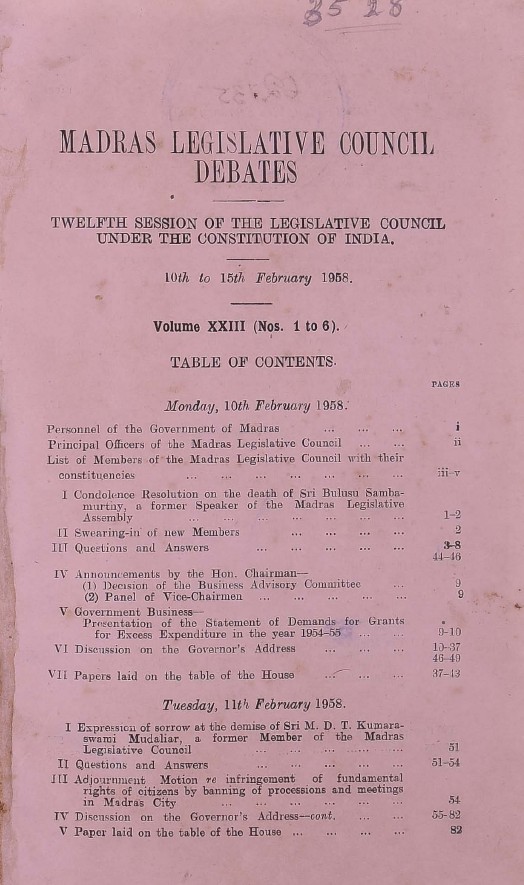 3528
MADRAS LEGISLATIVE COUNCIL
DEBATES
TWELFTH SESSION OF THE LEGISLATIVE COUNCIL
UNDER THE CONSTITUTION OF INDIA.
10th to 15th February 1958.
Volume XXIII (Nos. 1 to 6).
TABLE OF CONTENTS.
PAGES
Monday, 10th February 1958.
Personnel of the Government of Madras ... ... ... i
Principal Officers of the Madras Legislative Council ... ... ii
List of Members of the Madras Legislative Council with their
constituencies ... ... ... ... ... ... ... iii-v
I Condolence Resolution on the death of Sri Bulusu Samba-
murthy, a former Speaker of the Madras Legislative
Assembly ... ... ... ... ... ... ... 1-2
II Swearing-in of new Members ... ... ... ... 2
III Questions and Answers ... ... ... ... ... 3-8
44-46
IV Announcements by the Hon. Chairman—
(1) Decision of the Business Advisory Committee ... 9
(2) Panel of Vice-Chairmen ... ... ... ... ... 9
V Government Business—
Presentation of the Statement of Demands for Grants
for Excess Expenditure in the year 1954-55 ... ... 9-10
VI Discussion on the Governor's Address ... ... ... 10-37
46-49
VII Papers laid on the table of the House ... ... ... 37-43
Tuesday, 11th February 1958.
I Expression of sorrow at the demise of Sri M. D. T. Kumara-
swami Mudaliar, a former Member of the Madras
Legislative Council ... ... ... ... ... 51
II Questions and Answers ... ... ... ... ... 51-54
III Adjournment Motion re infringement of fundamental
rights of citizens by banning of processions and meetings
in Madras City ... ... ... ... ... ... 54
IV Discussion on the Governor's Address—cont. ... ... 55-82
V Paper laid on the table of the House ... ... ... ... 82